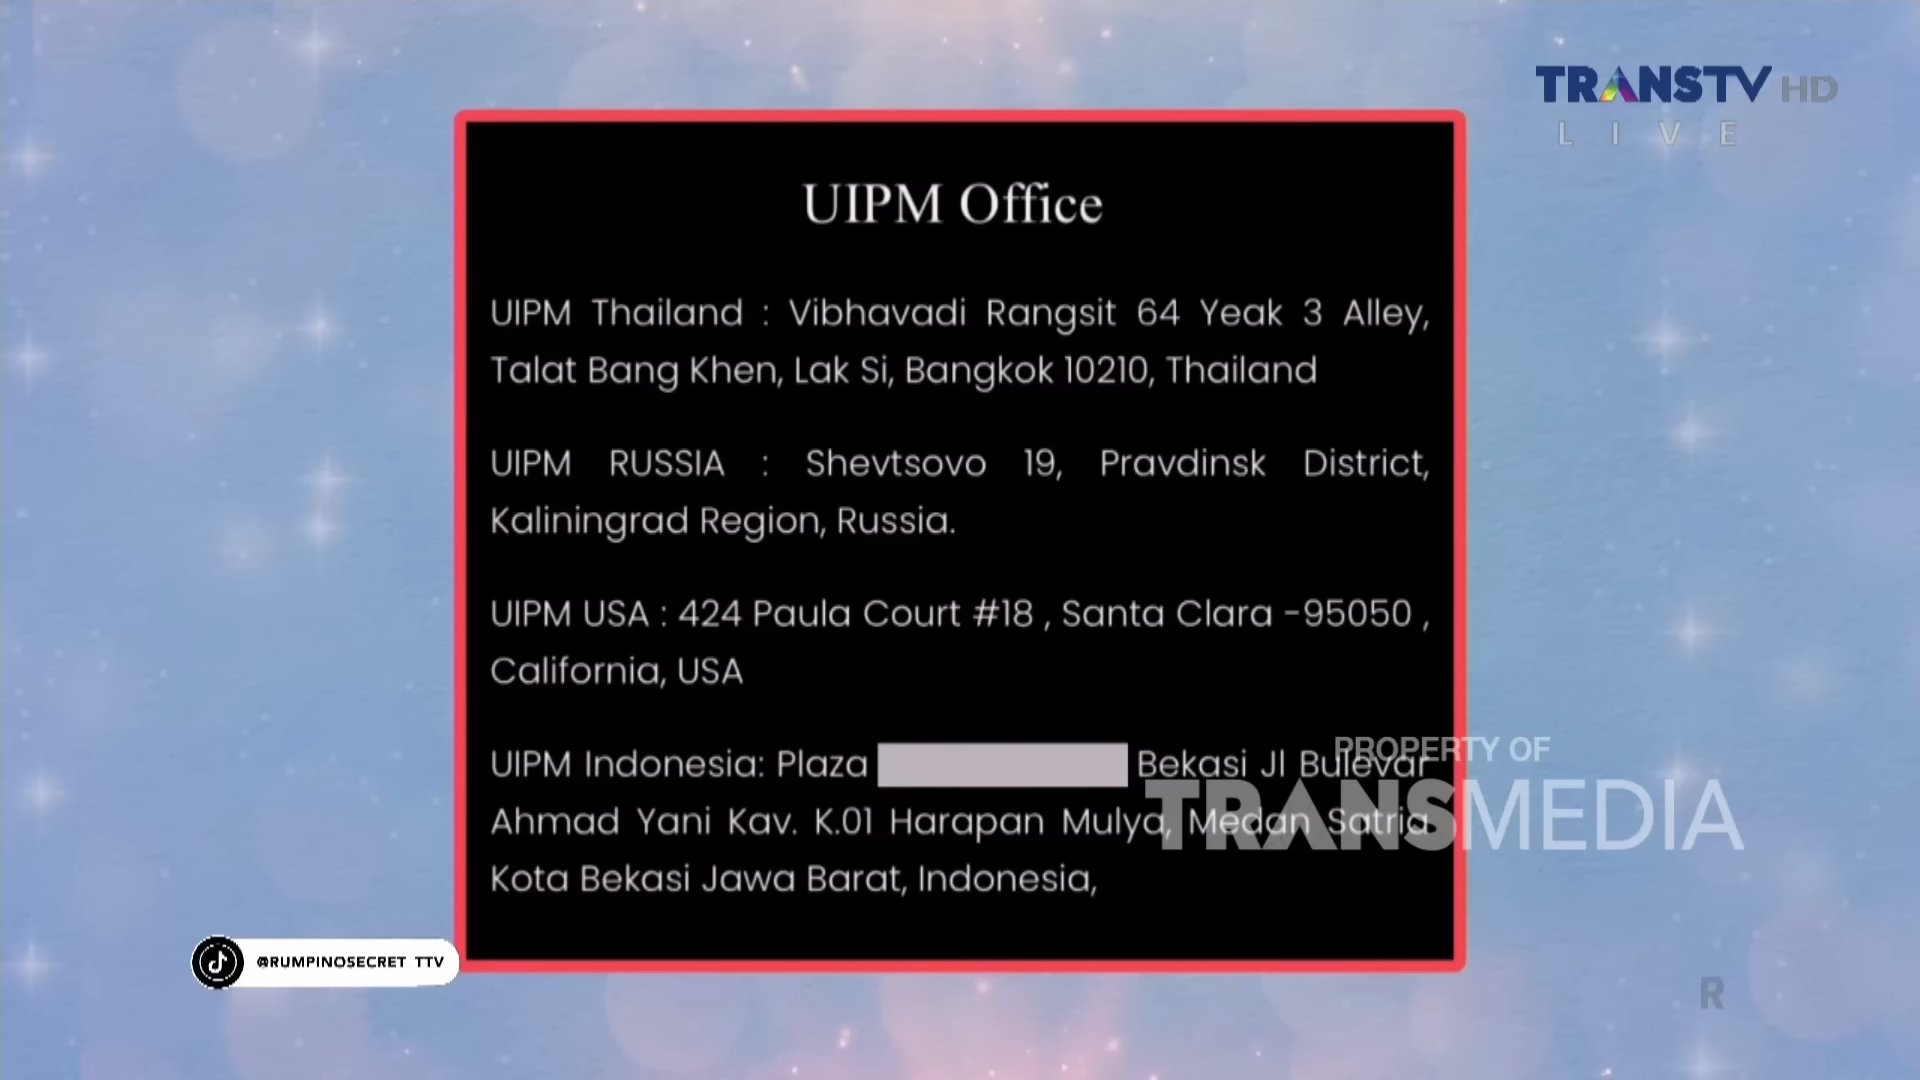 TRANSTV HD
LIVE
UIPM Office
UIPM Thailand : Vibhavadi Rangsit 64 Yeak 3 Alley,
Talat Bang Khen, Lak Si, Bangkok 10210, Thailand
UIPM RUSSIA : Shevtsovo 19, Pravdinsk District,
Kaliningrad Region, Russia.
UIPM USA : 424 Paula Court #18 , Santa Clara -95050 ,
California, USA
UIPM Indonesia: Plaza Bekasi Jl Bulevar
Ahmad Yani Kav. K.01 Harapan Mulya, Medan Satria
Kota Bekasi Jawa Barat, Indonesia,
PROPERTY OF
TRANSMEDIA
@RUMPINOSECRET TTV
R